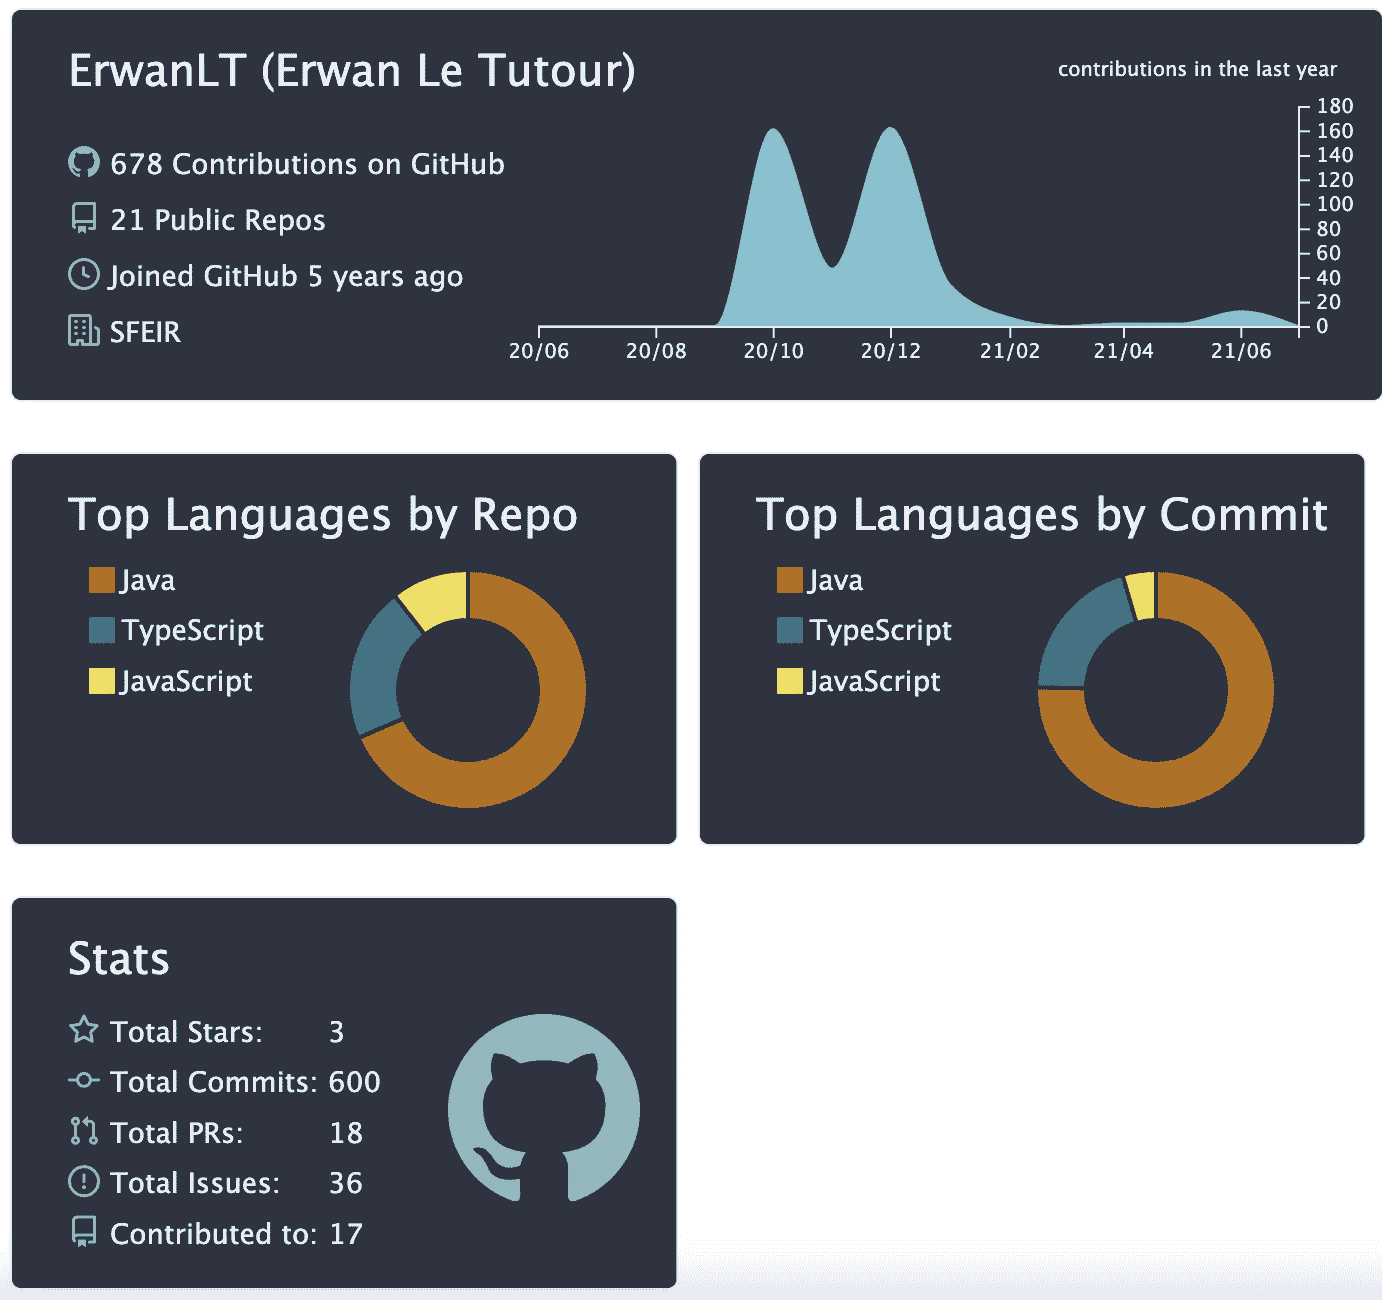 ErwanLT (Erwan Le Tutour)
contributions in the last year
678 Contributions on GitHub
21 Public Repos
Joined GitHub 5 years ago
SFEIR
180
160
140
120
100
80
60
40
20
0
20/06 20/08 20/10 20/12 21/02 21/04 21/06
Top Languages by Repo
Java
TypeScript
JavaScript
Top Languages by Commit
Java
TypeScript
JavaScript
Stats
Total Stars: 3
Total Commits: 600
Total PRs: 18
Total Issues: 36
Contributed to: 17